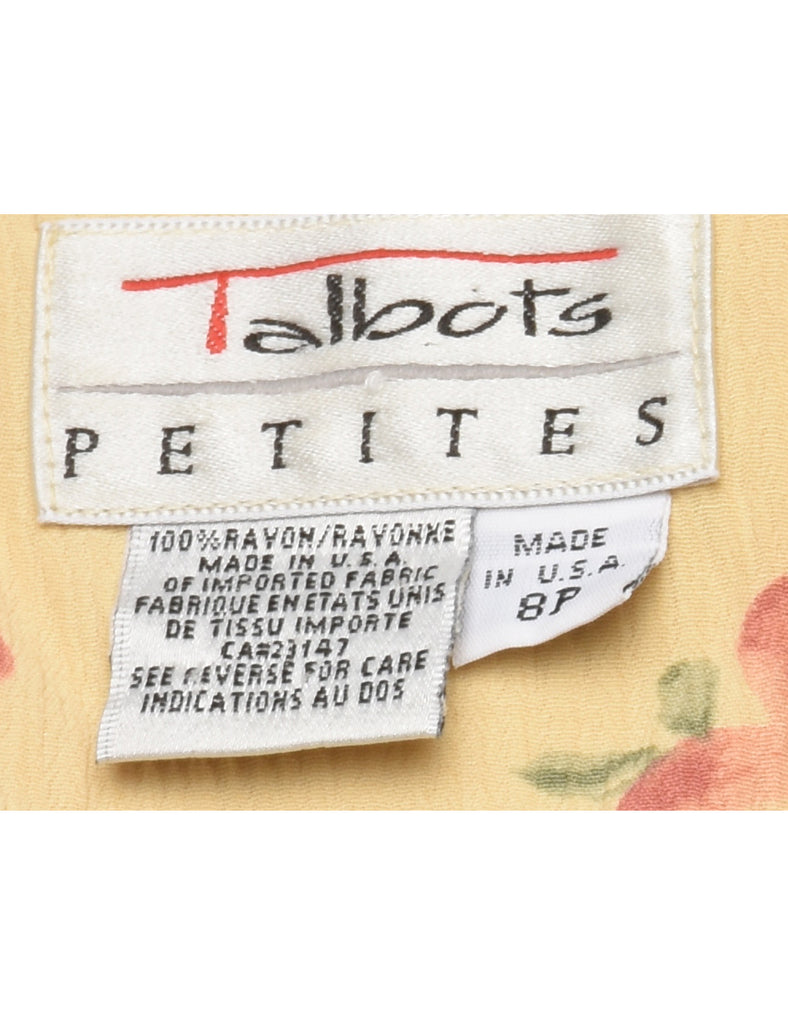 Talbots
PETITES
100% RAYON/RAYONNE
MADE IN U.S.A.
OF IMPORTED FABRIC
FABRIQUE EN ETATS UNIS
DE TISSU IMPORTE
CA#23147
SEE REVERSE FOR CARE
INDICATIONS AU DOS
MADE
IN U.S.A.
8P